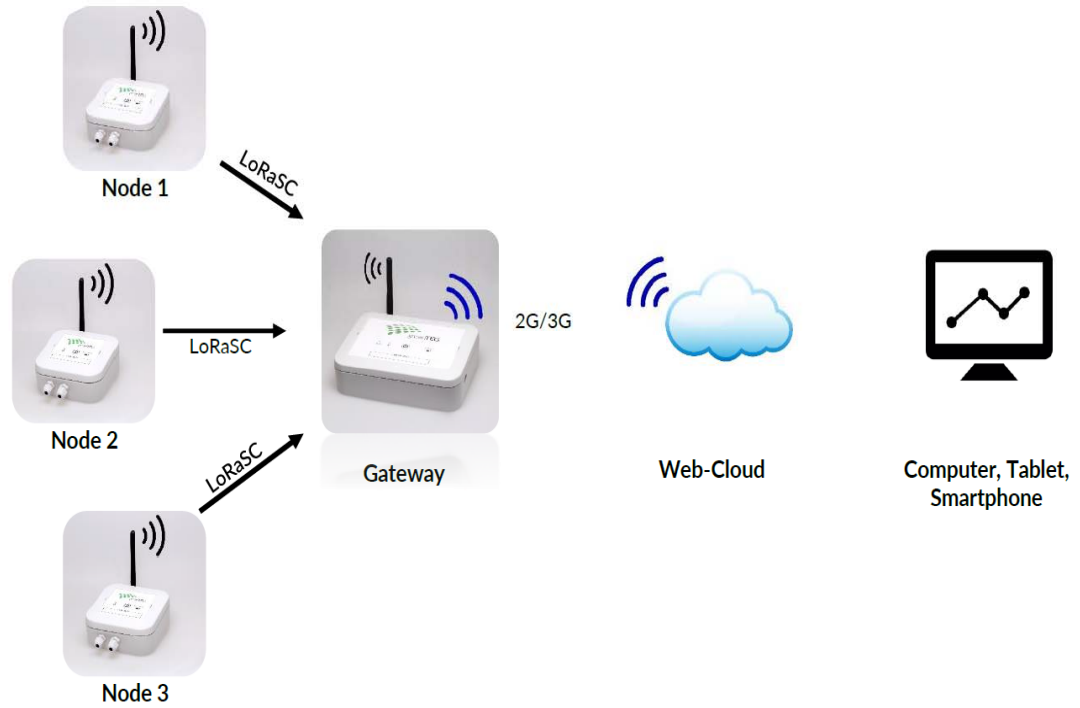 LoRaSC
Node 1
LoRaSC
Node 2
LoRaSC
Node 3
Gateway
2G/3G
Web-Cloud
Computer, Tablet,
Smartphone